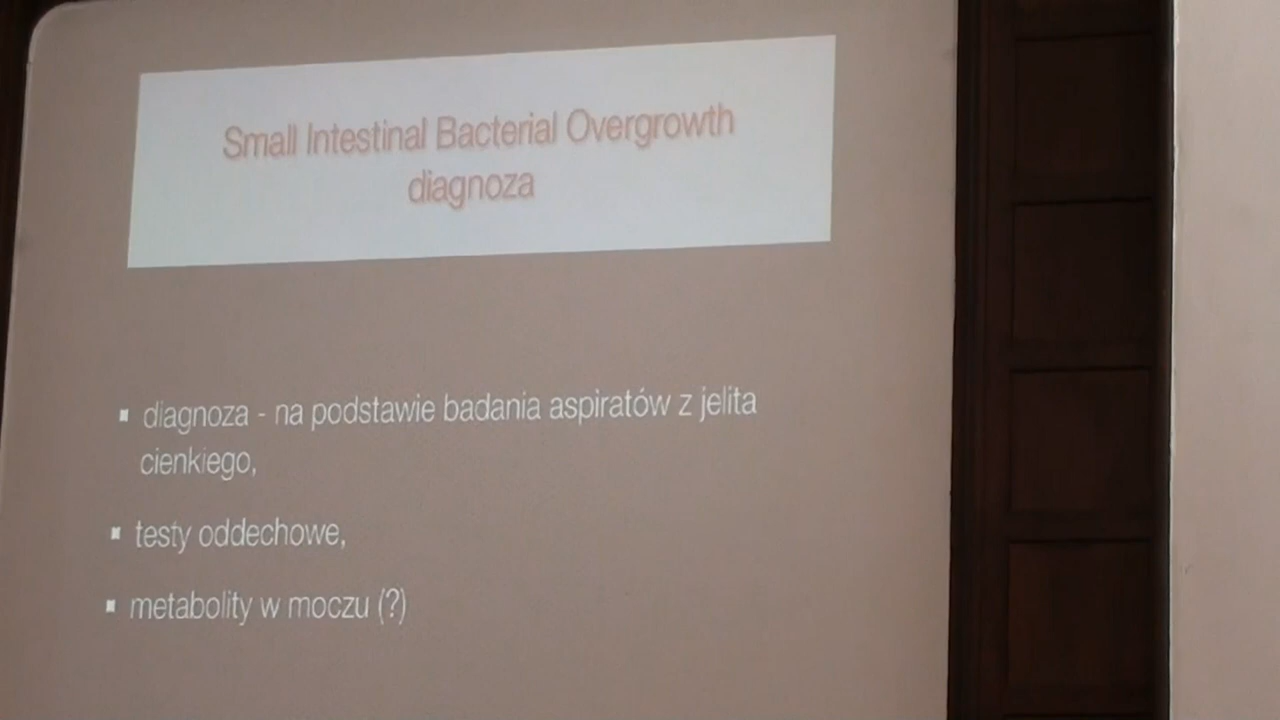 Small Intestinal Bacterial Overgrowth
diagnoza
▪ diagnoza - na podstawie badania aspiratów z jelita
cienkiego,
▪ testy oddechowe,
▪ metabolity w moczu (?)